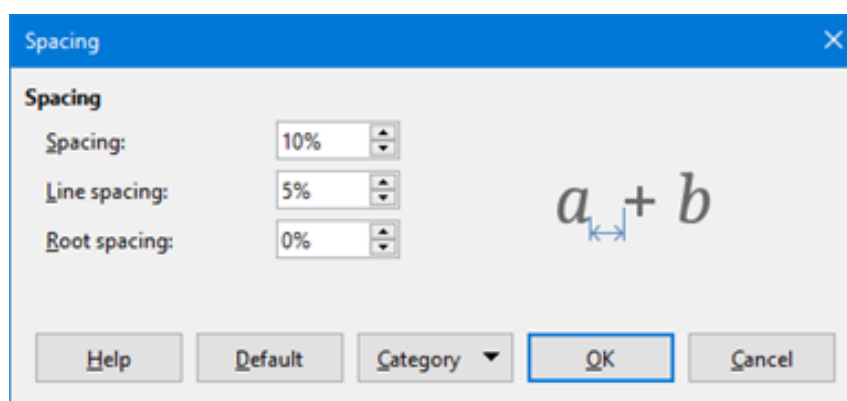 Spacing
Spacing
Spacing: 10%
Line spacing: 5%
Root spacing: 0%
a + b
Help Default Category OK Cancel